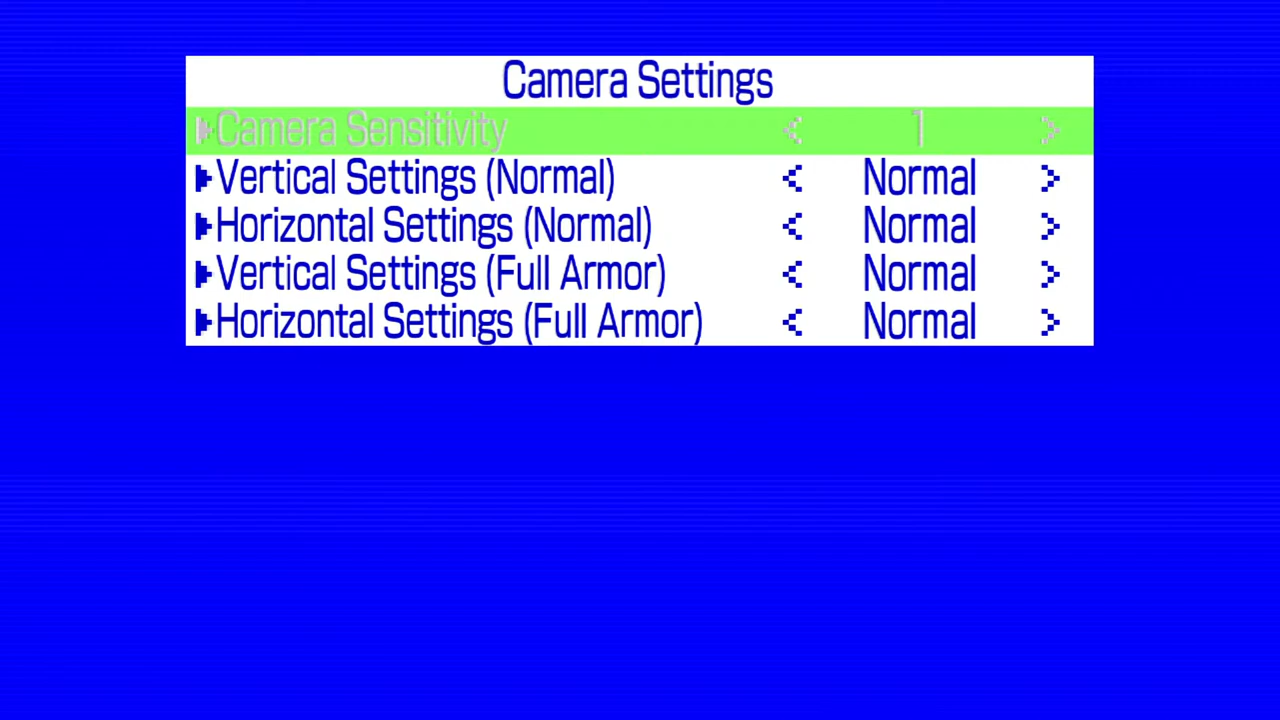 Camera Settings
Camera Sensitivity < 1 >
Vertical Settings (Normal) < Normal >
Horizontal Settings (Normal) < Normal >
Vertical Settings (Full Armor) < Normal >
Horizontal Settings (Full Armor) < Normal >